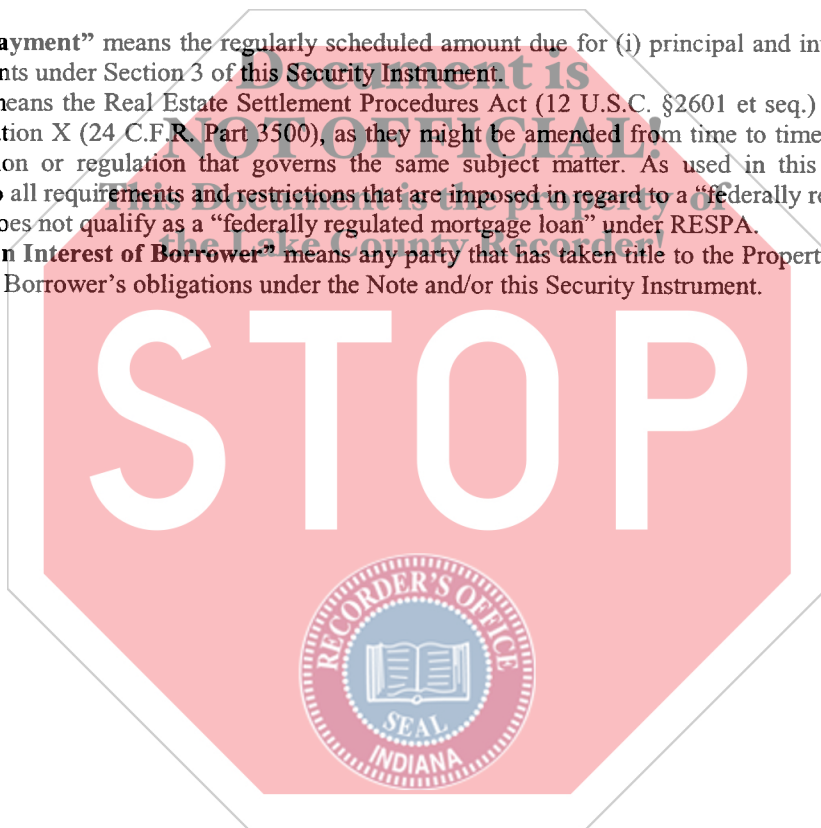 ayment” means the regularly scheduled amount due for (i) principal and in
nts under Section 3 of this Security Instrument.
Document is
eans the Real Estate Settlement Procedures Act (12 U.S.C. §2601 et seq.)
tion X (24 C.F.R. Part 3500), as they might be amended from time to time
NOT OFFICIAL!
on or regulation that governs the same subject matter. As used in this
all requirements and restrictions that are imposed in regard to a “federally re
This Document is the property of
oes not qualify as a “federally regulated mortgage loan” under RESPA.
the Lake County Recorder!
n Interest of Borrower” means any party that has taken title to the Propert
Borrower’s obligations under the Note and/or this Security Instrument.
STOP
RECORDER'S OFFICE
SEAL
INDIANA